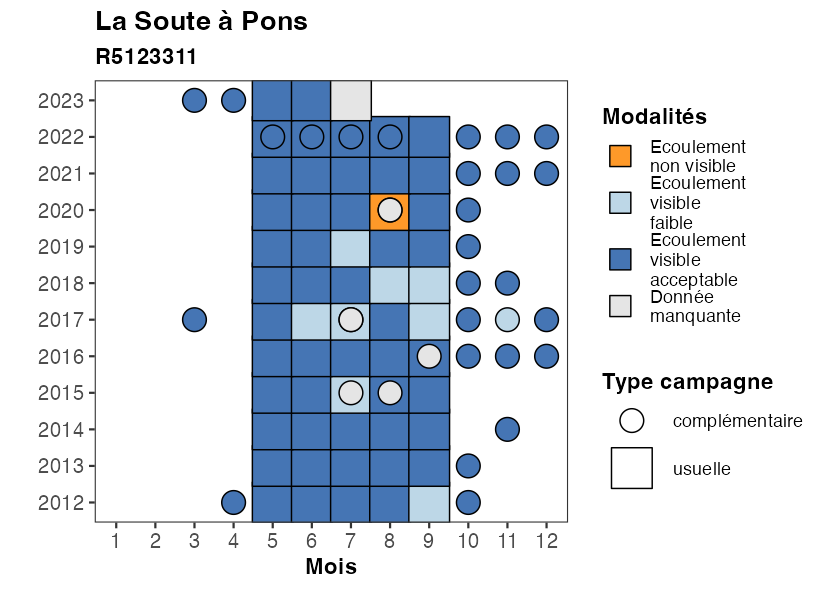 La Soute à Pons
R5123311
2023
2022
2021
2020
2019
2018
2017
2016
2015
2014
2013
2012
1 2 3 4 5 6 7 8 9 10 11 12
Mois
Modalités
Ecoulement
non visible
Ecoulement
visible
faible
Ecoulement
visible
acceptable
Donnée
manquante
Type campagne
complémentaire
usuelle